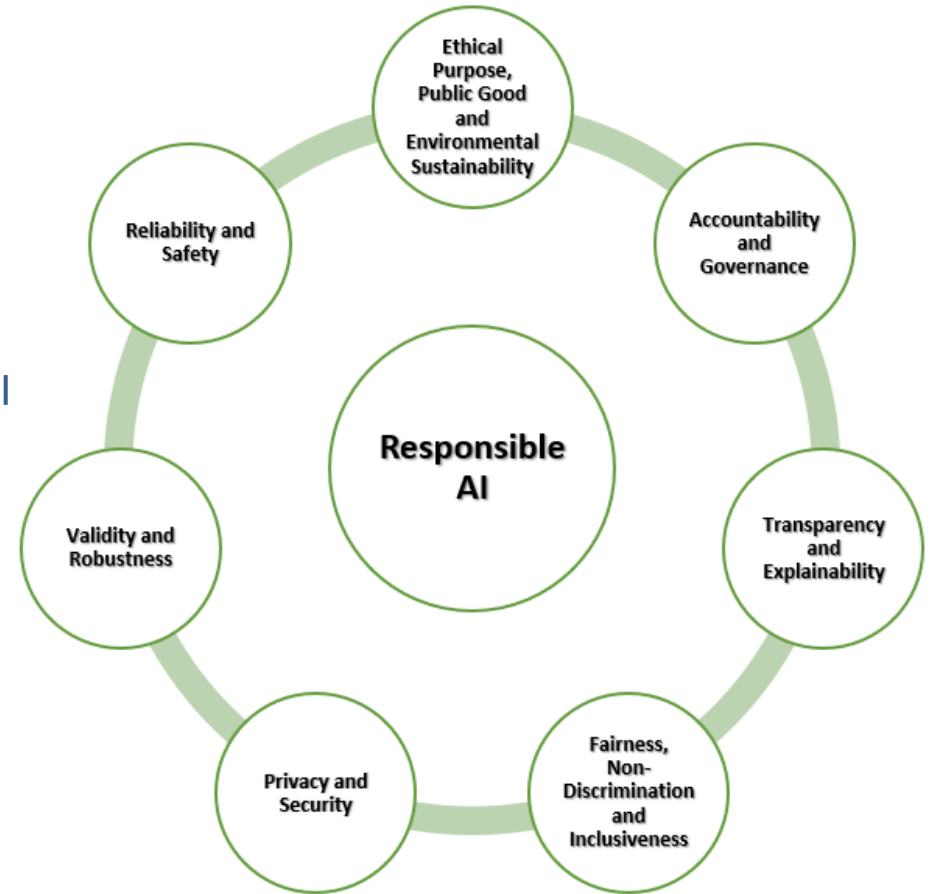 Ethical
Purpose,
Public Good
and
Environmental
Sustainability
Accountability
and
Governance
Transparency
and
Explainability
Fairness,
Non-
Discrimination
and
Inclusiveness
Privacy and
Security
Validity and
Robustness
Reliability and
Safety
Responsible
AI